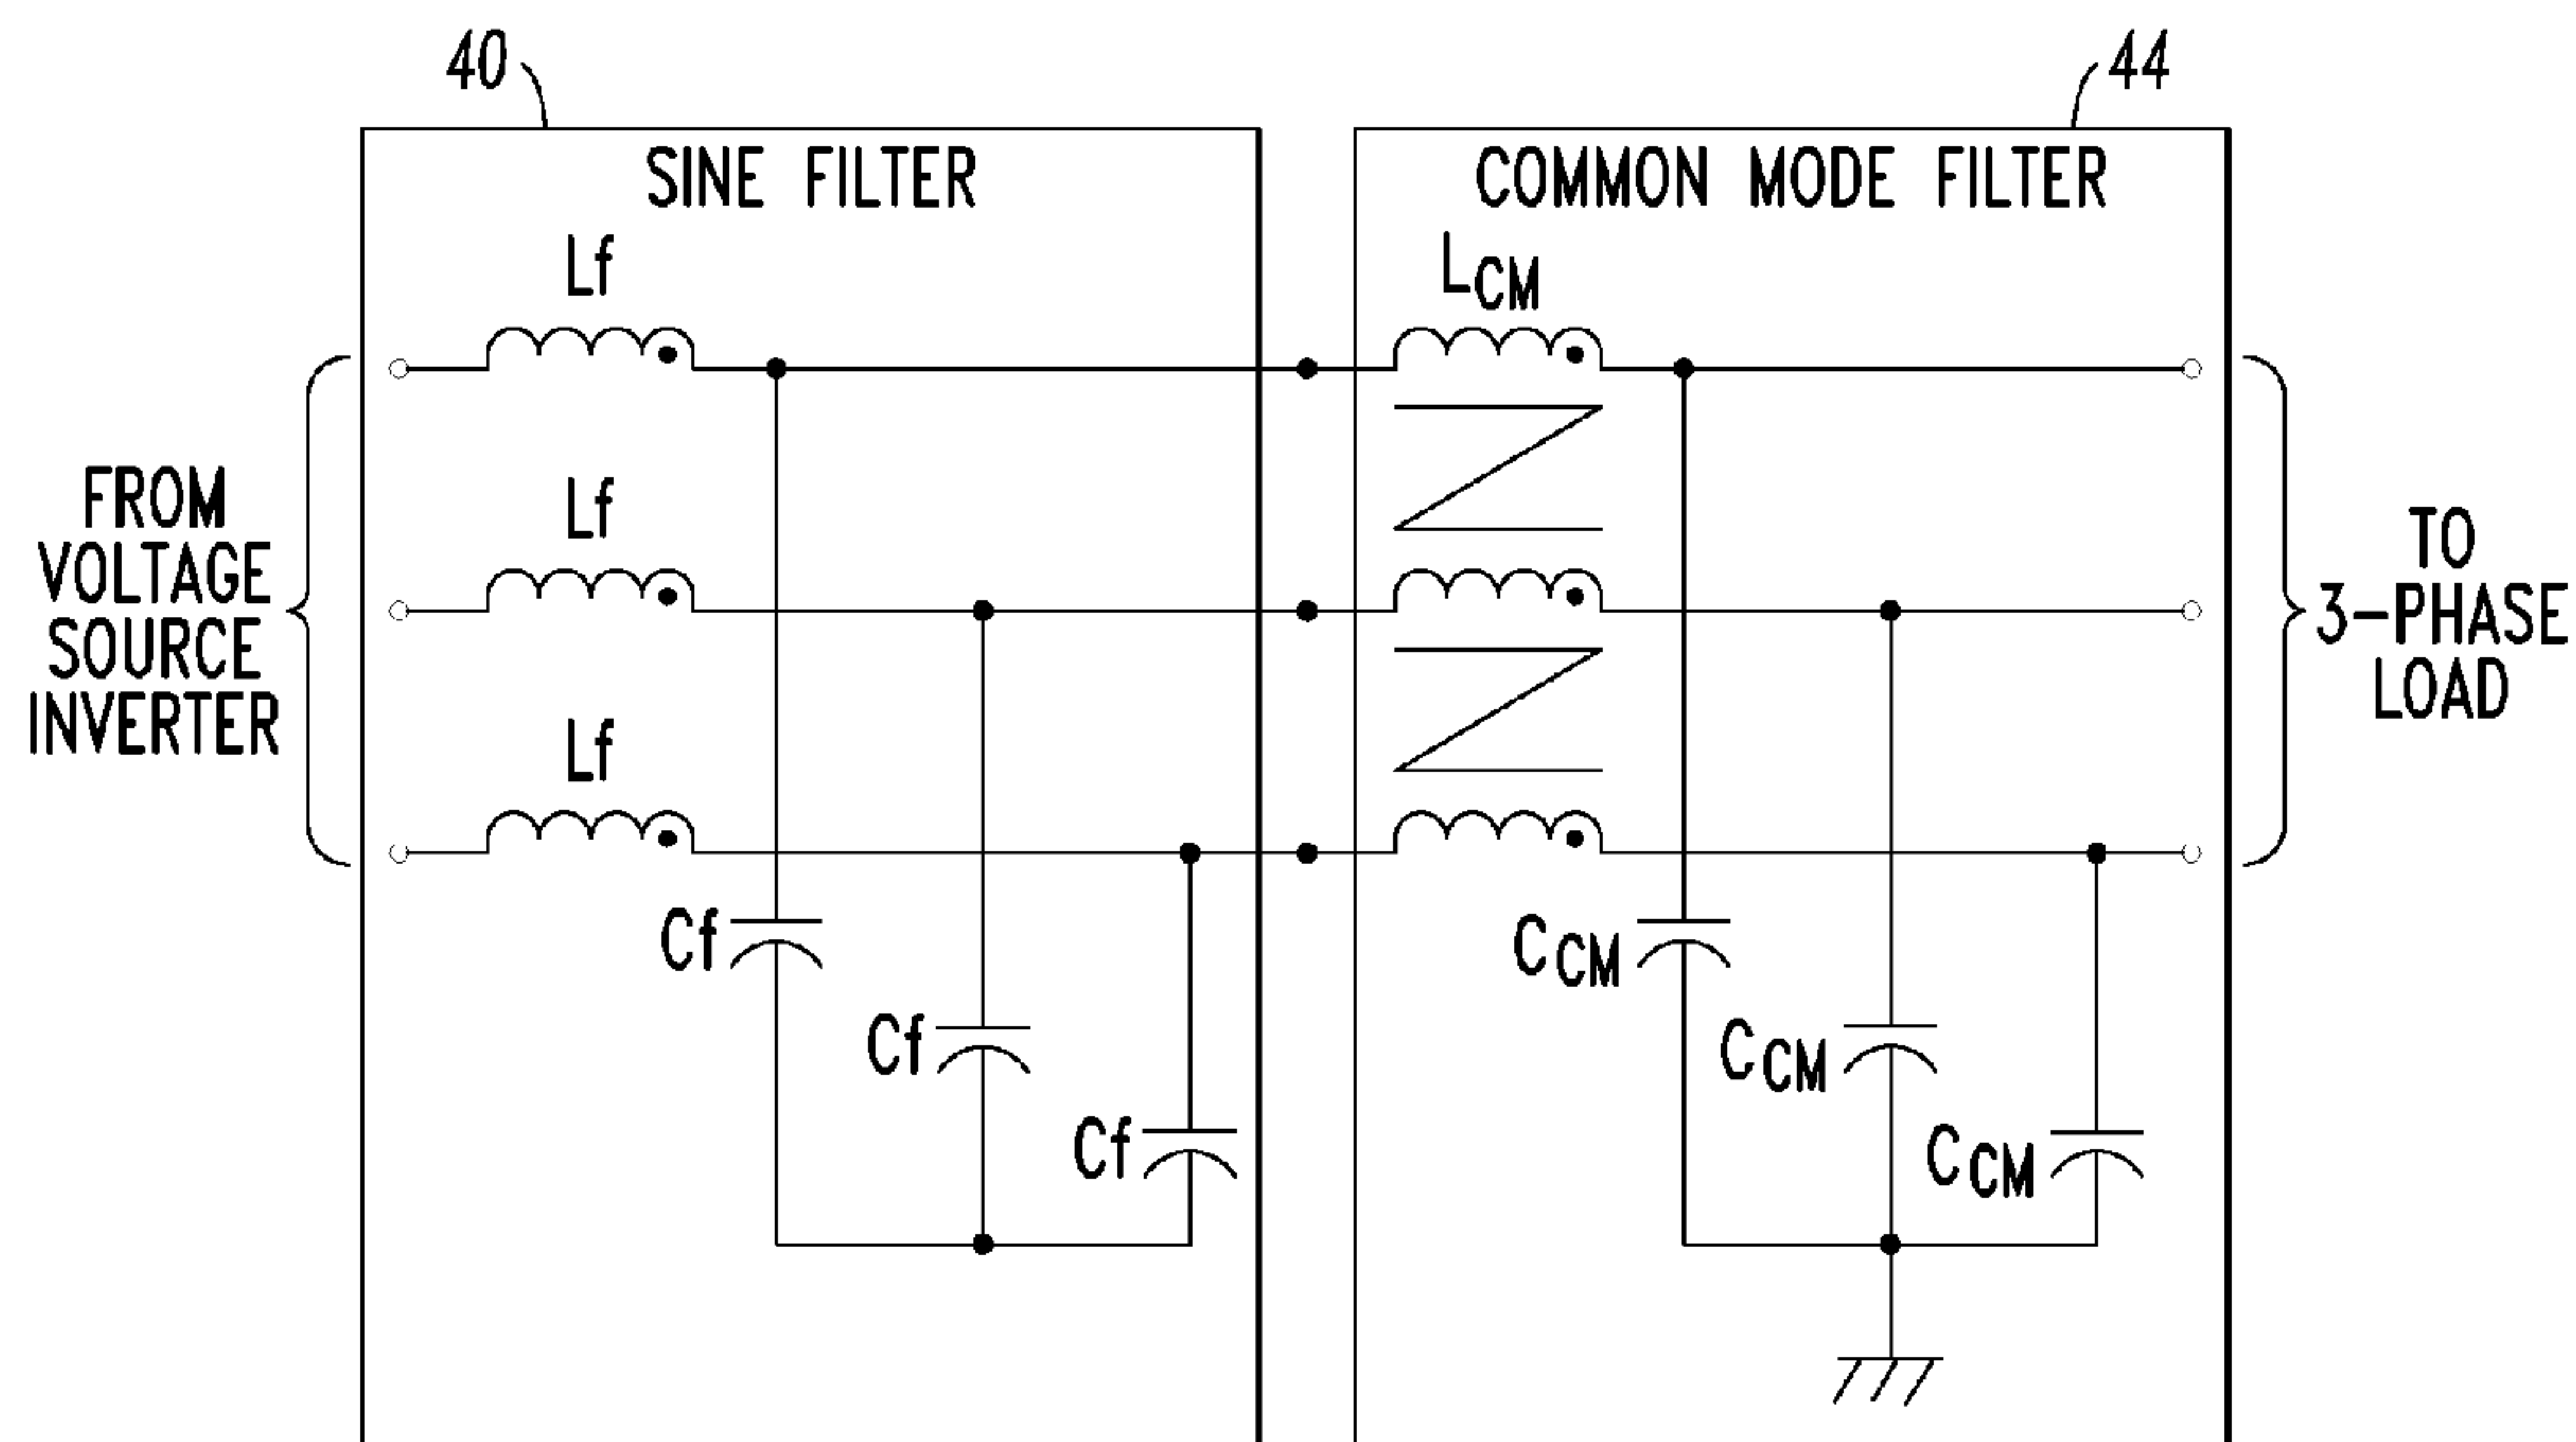 40
44
SINE FILTER
COMMON MODE FILTER
Lf
LCM
Lf
Lf
FROM
VOLTAGE
SOURCE
INVERTER
TO
3-PHASE
LOAD
Cf
Cf
Cf
CCM
CCM
CCM